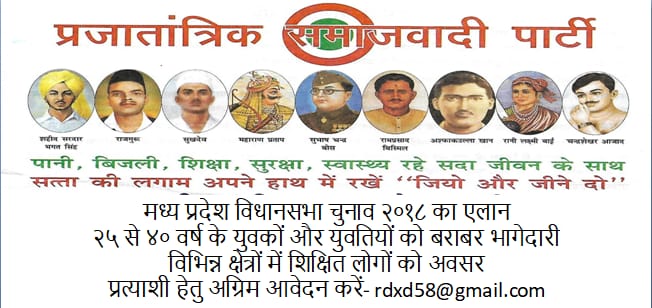 प्रजातांत्रिक समाजवादी पार्टी
शहीद सरदार भगत सिंह
राजगुरू
सुखदेव
महाराणा प्रताप
सुभाष चन्द्र बोस
रामप्रसाद बिस्मिल
अश्फाकउल्ला खान
रानी लक्ष्मी बाई
चन्द्रशेखर आजाद
पानी, बिजली, शिक्षा, सुरक्षा, स्वास्थ्य रहे सदा जीवन के साथ
सत्ता की लगाम अपने हाथ में रखें ‘‘जियो और जीने दो’’
मध्य प्रदेश विधानसभा चुनाव २०१८ का एलान
२५ से ४० वर्ष के युवकों और युवतियों को बराबर भागेदारी
विभिन्न क्षेत्रों में शिक्षित लोगों को अवसर
प्रत्याशी हेतु अग्रिम आवेदन करें- rdxd58@gmail.com